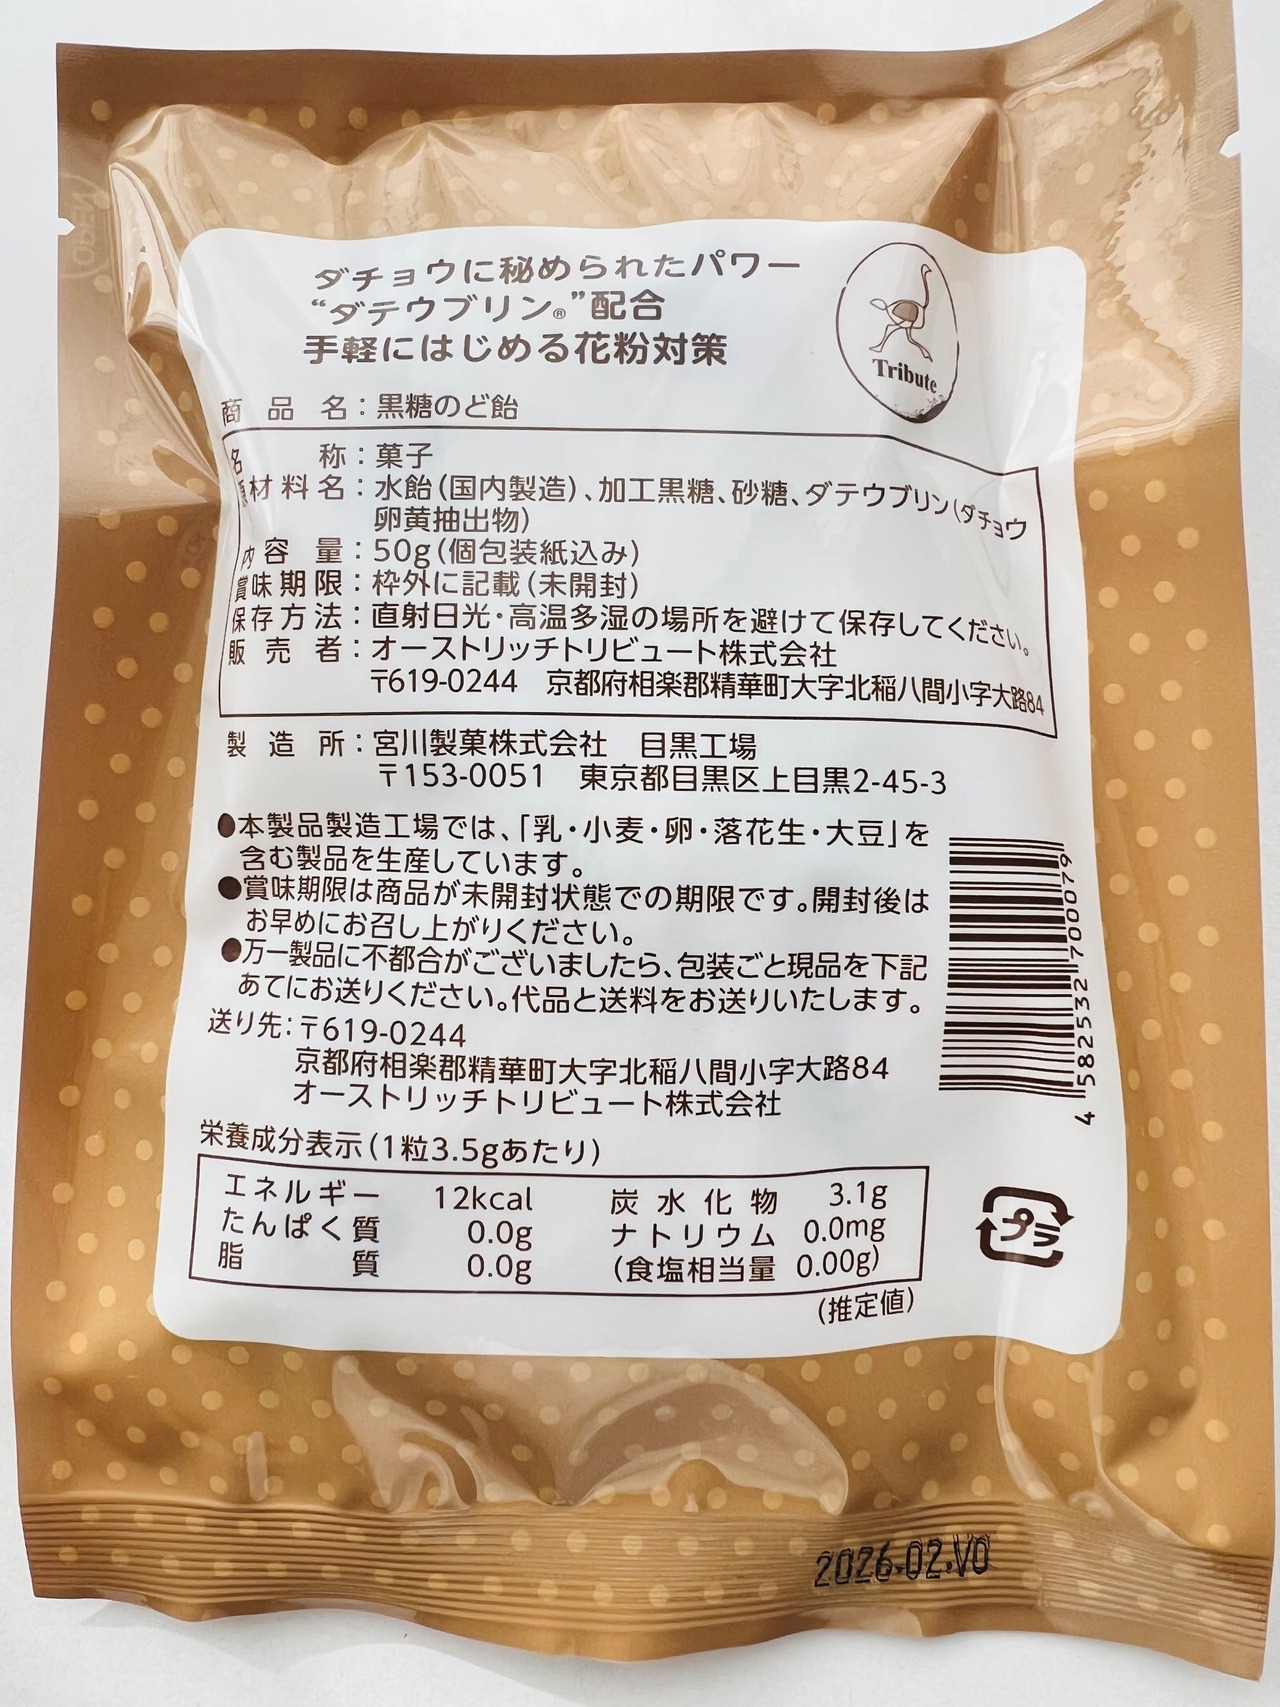 ダチョウに秘められたパワー
“ダテウブリン®”配合
手軽にはじめる花粉対策
Tribute
商品名：黒糖のど飴
名称：菓子
原材料名：水飴(国内製造)、加工黒糖、砂糖、ダテウブリン(ダチョウ
卵黄抽出物)
内容量：50g(個包装紙込み)
賞味期限：枠外に記載(未開封)
保存方法：直射日光・高温多湿の場所を避けて保存してください。
販売者：オーストリッチトリビュート株式会社
〒619-0244 京都府相楽郡精華町大字北稲八間小字大路84
製造所：宮川製菓株式会社 目黒工場
〒153-0051 東京都目黒区上目黒2-45-3
●本製品製造工場では、「乳・小麦・卵・落花生・大豆」を
含む製品を生産しています。
●賞味期限は商品が未開封状態での期限です。開封後は
お早めにお召し上がりください。
●万一製品に不都合がございましたら、包装ごと現品を下記
あてにお送りください。代品と送料をお送りいたします。
送り先：〒619-0244
京都府相楽郡精華町大字北稲八間小字大路84
オーストリッチトリビュート株式会社
4 582532 700079
栄養成分表示(1粒3.5gあたり)
エネルギー 12kcal 炭水化物 3.1g
たんぱく質 0.0g ナトリウム 0.0mg
脂質 0.0g (食塩相当量 0.00g)
(推定値)
プラ
2026.02.V0